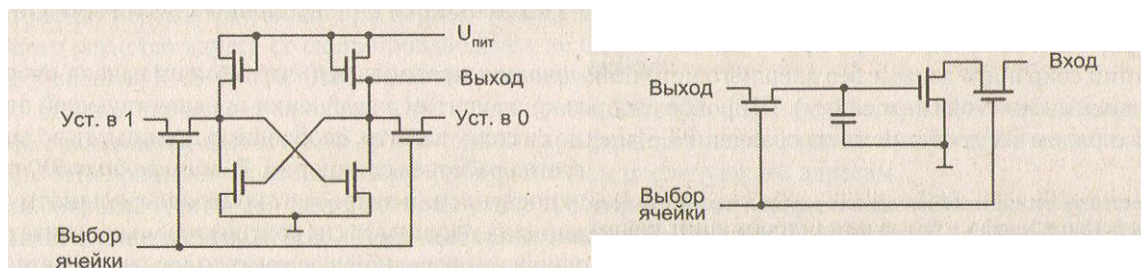 Uпит
Выход
Уст. в 1
Уст. в 0
Выбор
ячейки
Вход
Выход
Выбор
ячейки